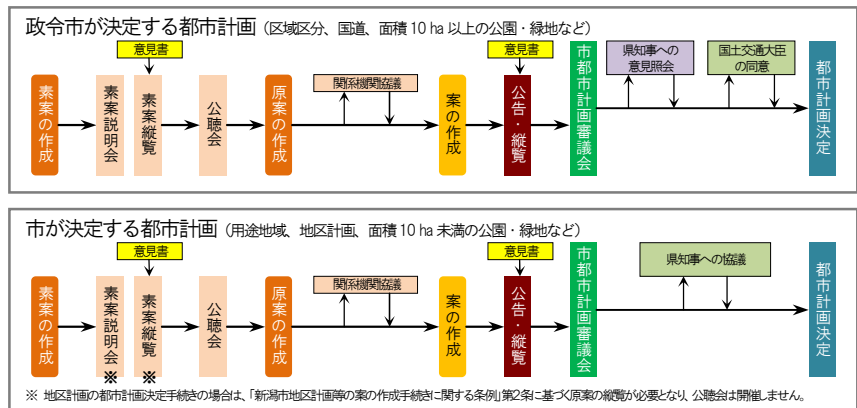 政令市が決定する都市計画（区域区分、国道、面積10ha以上の公園・緑地など）
意見書
意見書
県知事への
意見照会
国土交通大臣
の同意
関係機関協議
素案の作成
素案説明会
素案縦覧
公聴会
原案の作成
案の作成
公告・縦覧
市都市計画審議会
都市計画決定
市が決定する都市計画（用途地域、地区計画、面積10ha未満の公園・緑地など）
意見書
意見書
県知事への協議
関係機関協議
素案の作成
素案説明会
※
素案縦覧
※
公聴会
原案の作成
案の作成
公告・縦覧
市都市計画審議会
都市計画決定
※ 地区計画の都市計画決定手続きの場合は、「新潟市地区計画等の案の作成手続きに関する条例」第2条に基づく原案の縦覧が必要となり、公聴会は開催しません。